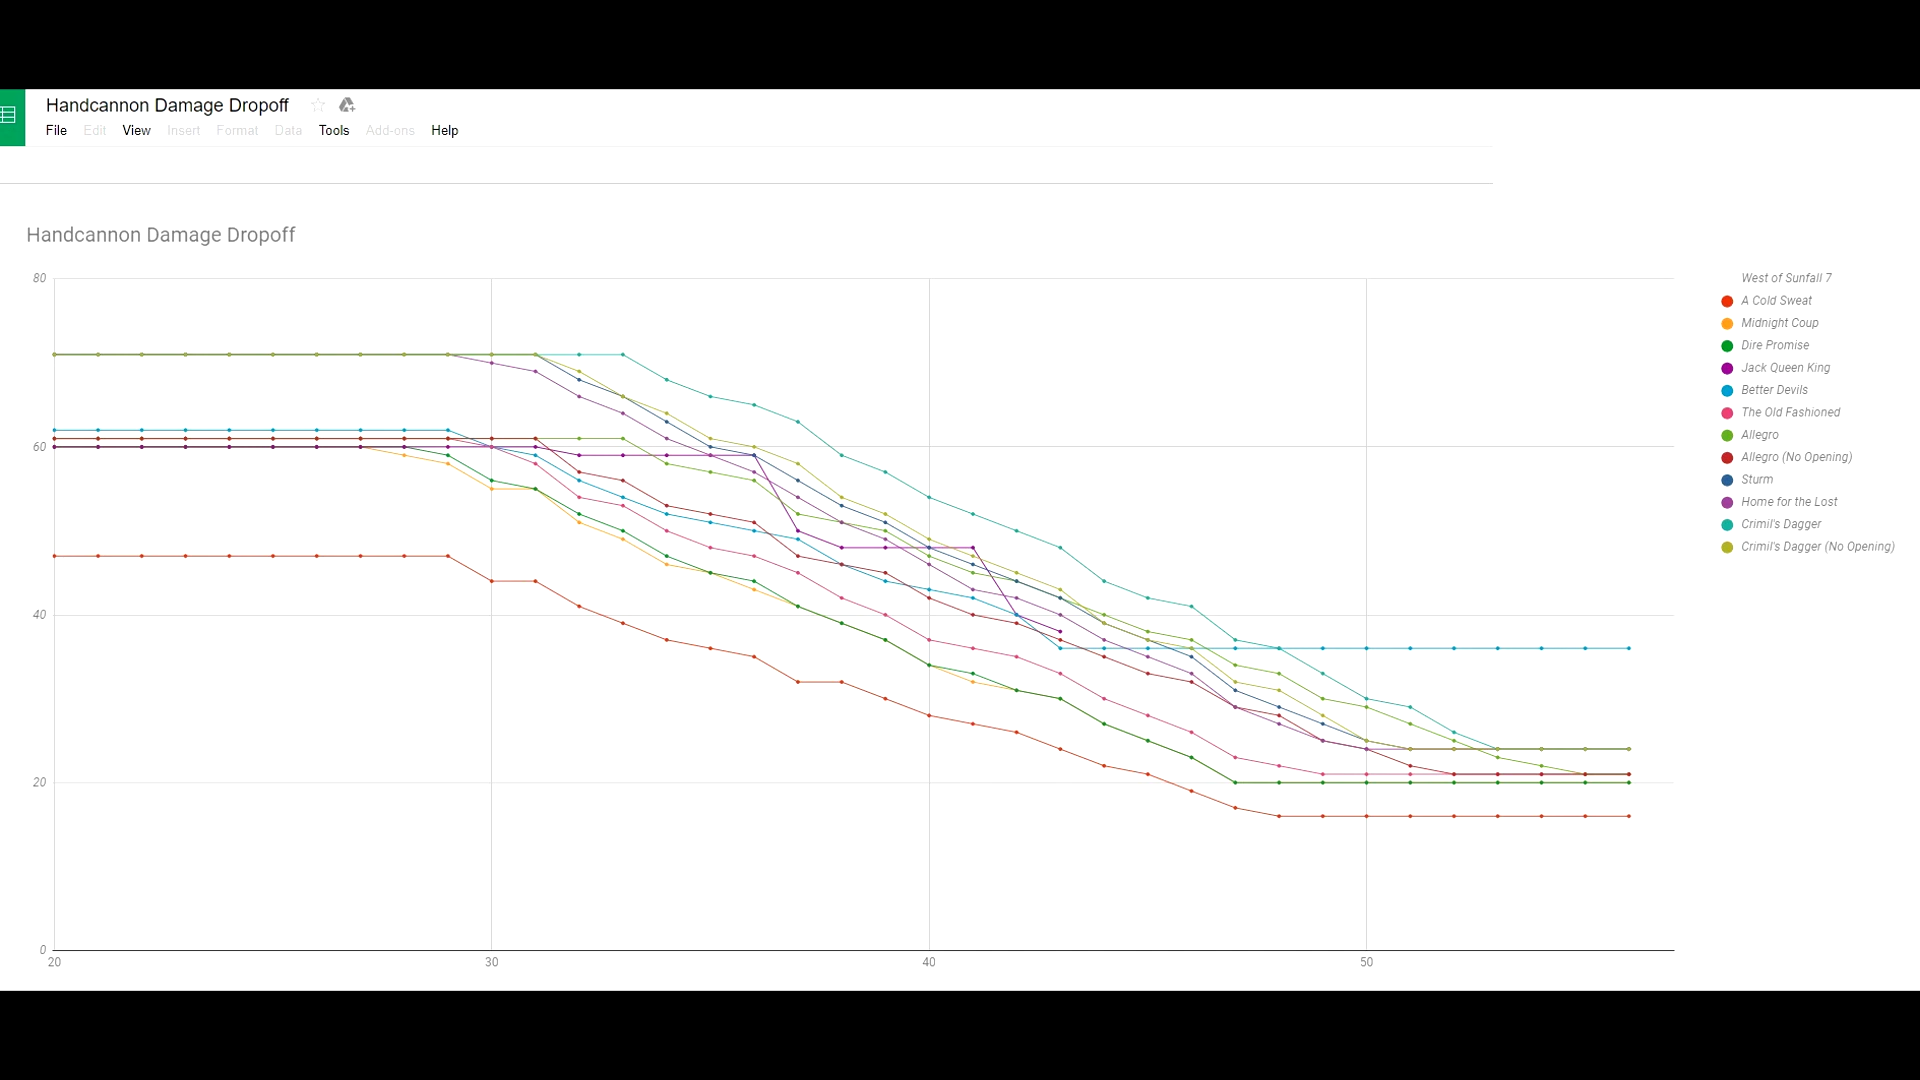 Handcannon Damage Dropoff
File Edit View Insert Format Data Tools Add-ons Help
Handcannon Damage Dropoff
80
60
40
20
0
20 30 40 50
West of Sunfall 7
A Cold Sweat
Midnight Coup
Dire Promise
Jack Queen King
Better Devils
The Old Fashioned
Allegro
Allegro (No Opening)
Sturm
Home for the Lost
Crimil's Dagger
Crimil's Dagger (No Opening)